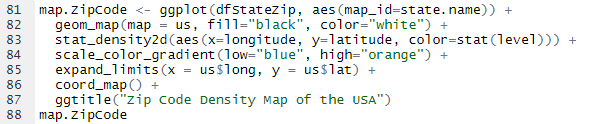 81 map.ZipCode <- ggplot(dfStateZip, aes(map_id=state.name)) +
82   geom_map(map = us, fill="black", color="white") +
83   stat_density2d(aes(x=longitude, y=latitude, color=stat(level))) +
84   scale_color_gradient(low="blue", high="orange") +
85   expand_limits(x = us$long, y = us$lat) +
86   coord_map() +
87   ggtitle("Zip Code Density Map of the USA")
88 map.ZipCode